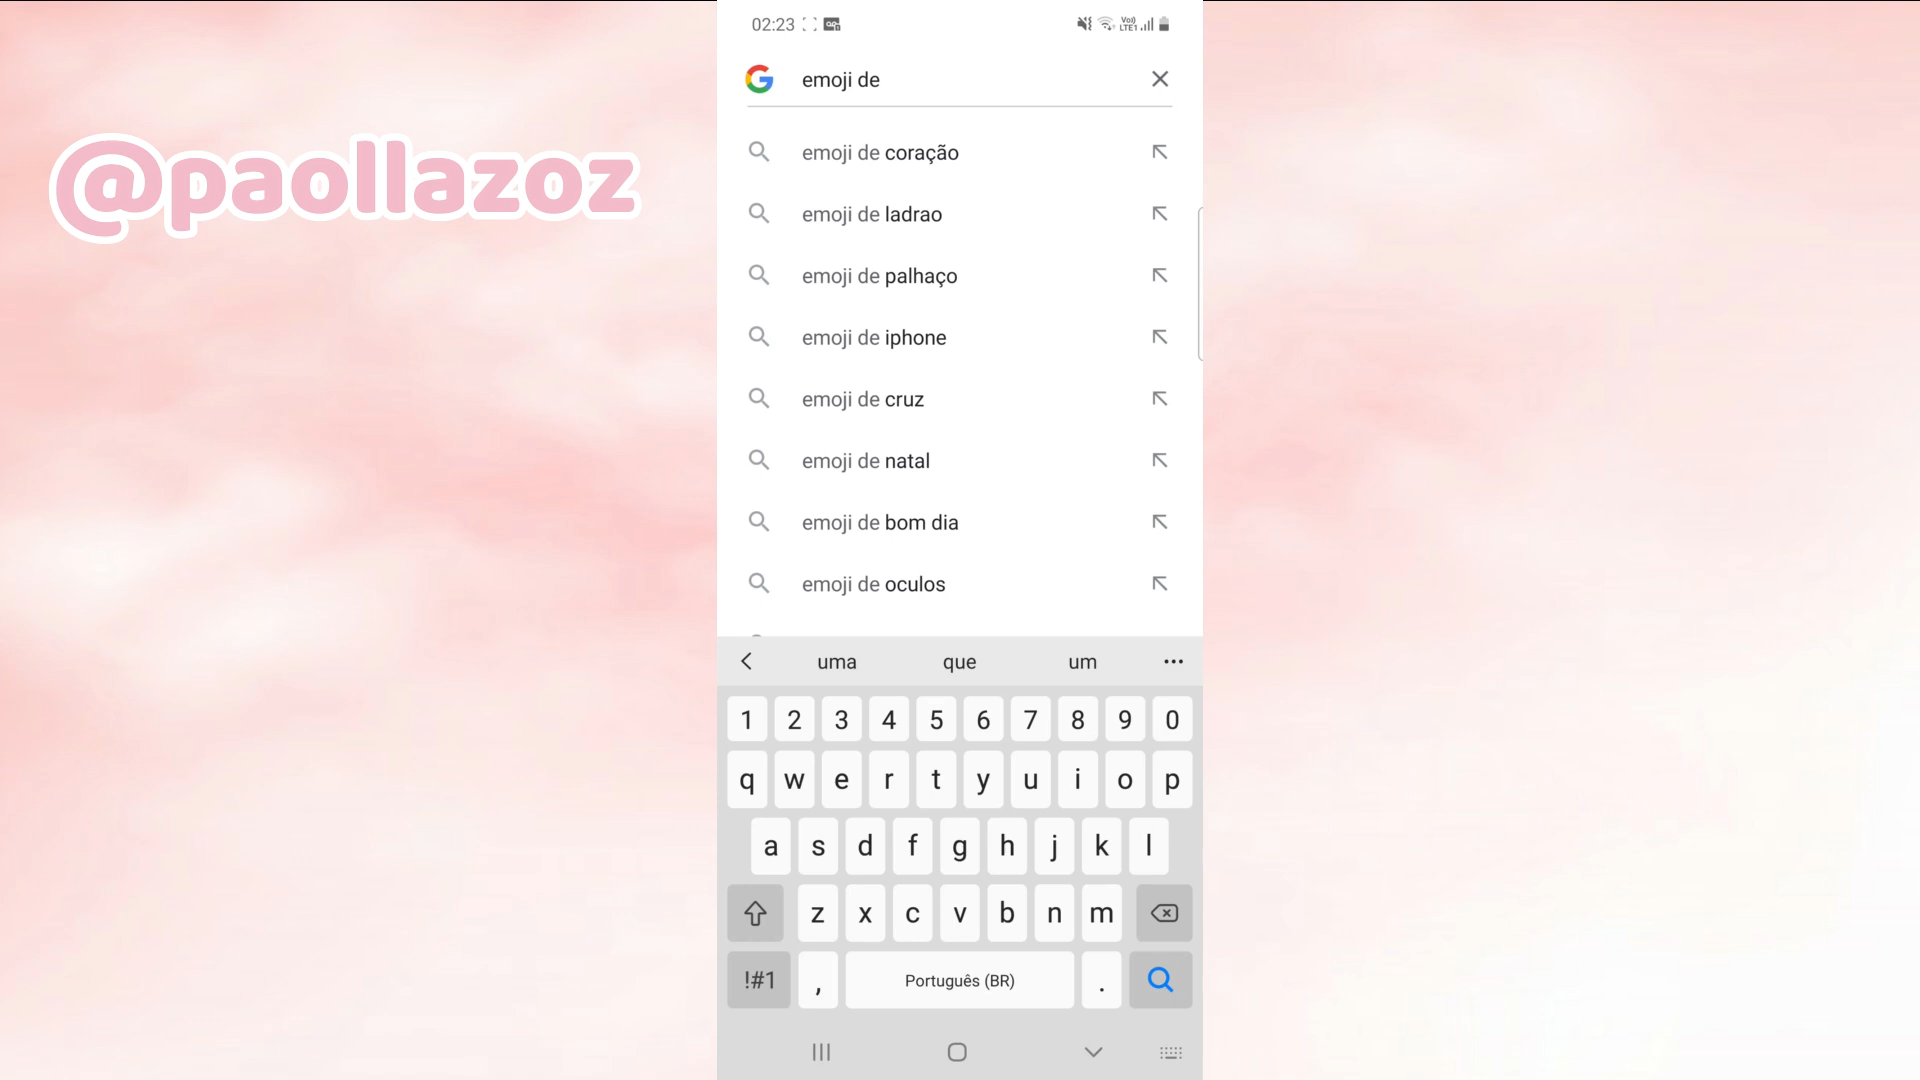 02:23
Vo)) LTE1
emoji de
@paollazoz
emoji de coração
emoji de ladrao
emoji de palhaço
emoji de iphone
emoji de cruz
emoji de natal
emoji de bom dia
emoji de oculos
uma que um
1 2 3 4 5 6 7 8 9 0
q w e r t y u i o p
a s d f g h j k l
z x c v b n m
!#1 , Português (BR) .